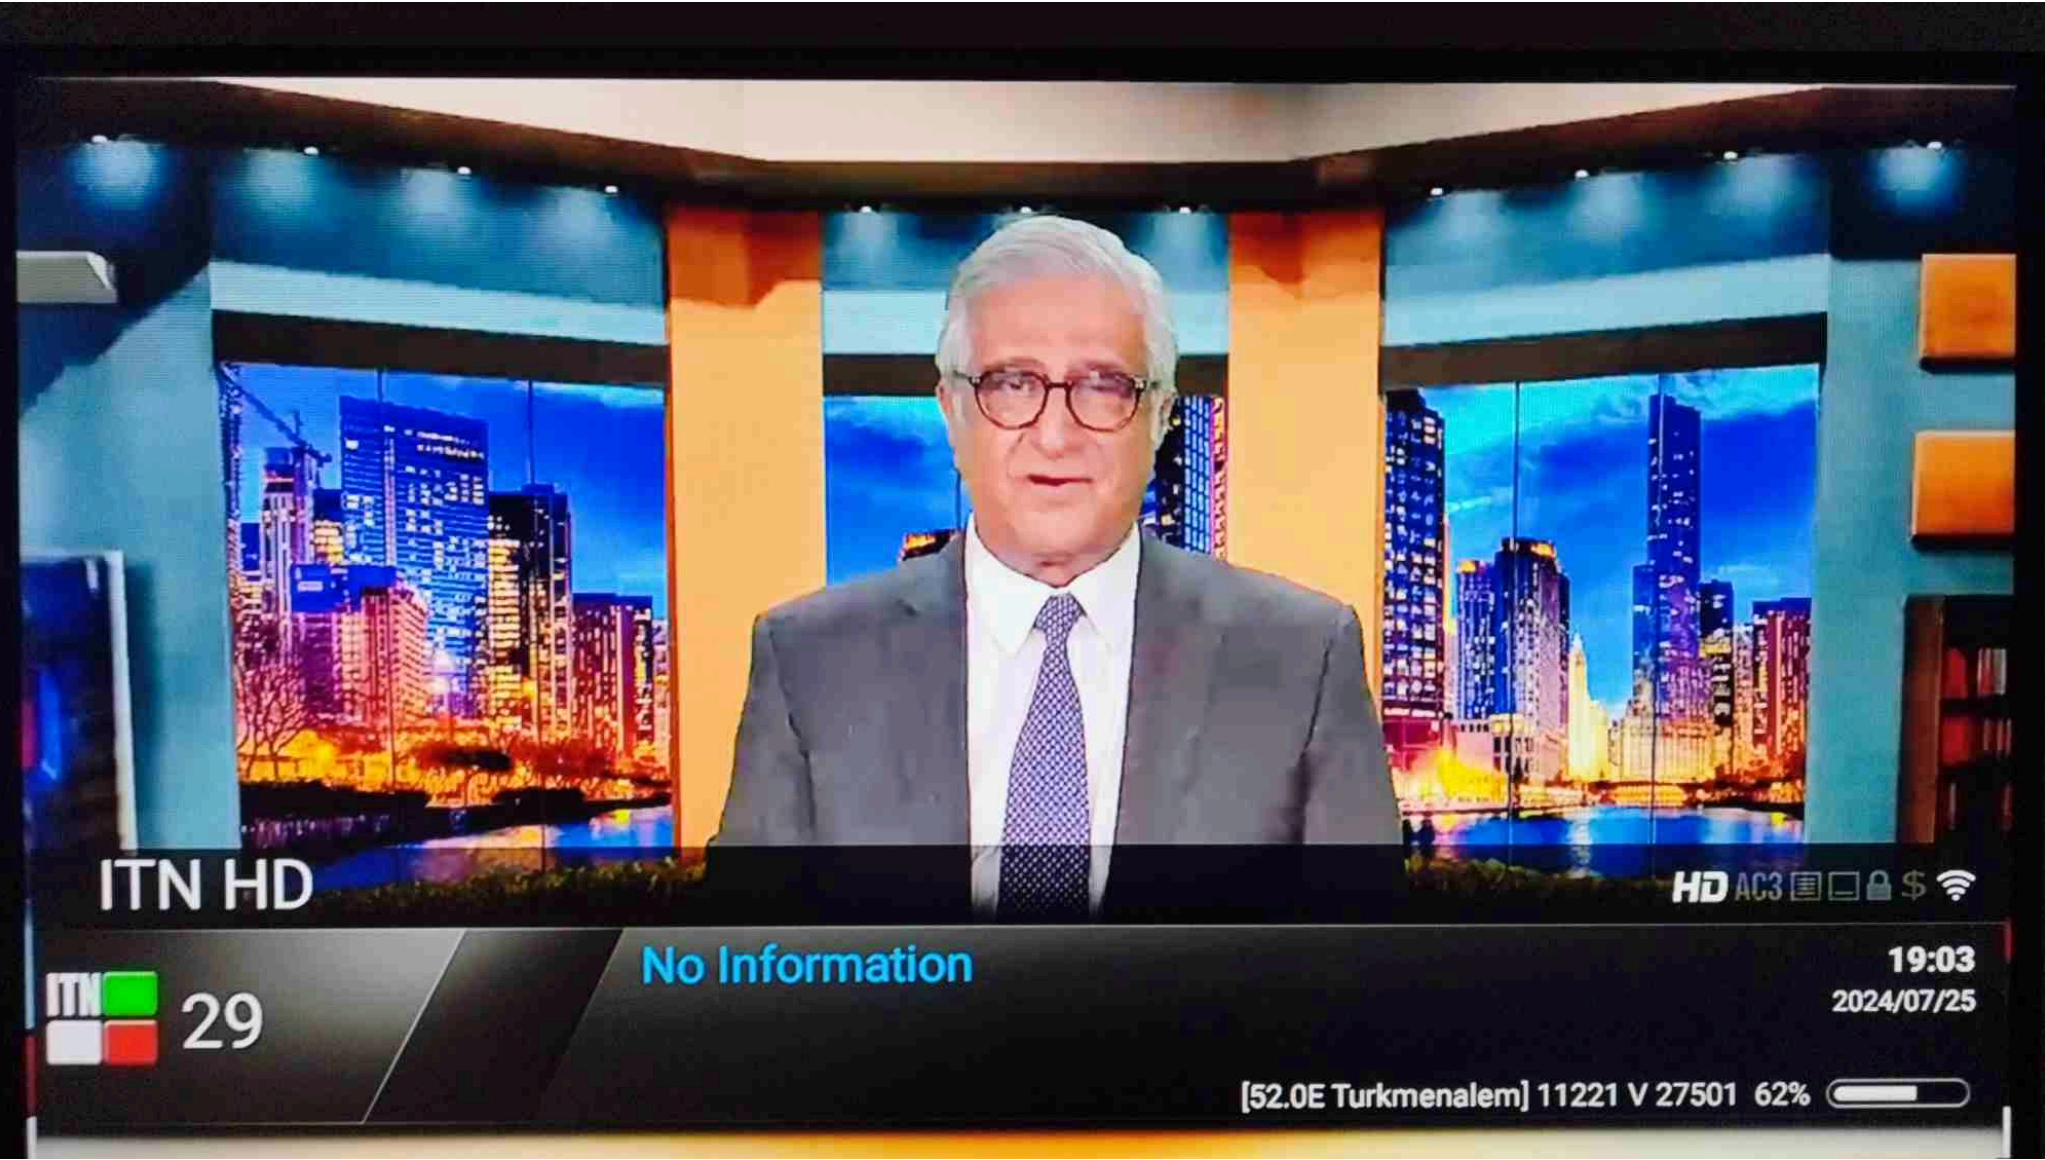 ITN HD
HD AC3 $
ITN
29
No Information
19:03
2024/07/25
[52.0E Turkmenalem] 11221 V 27501 62%